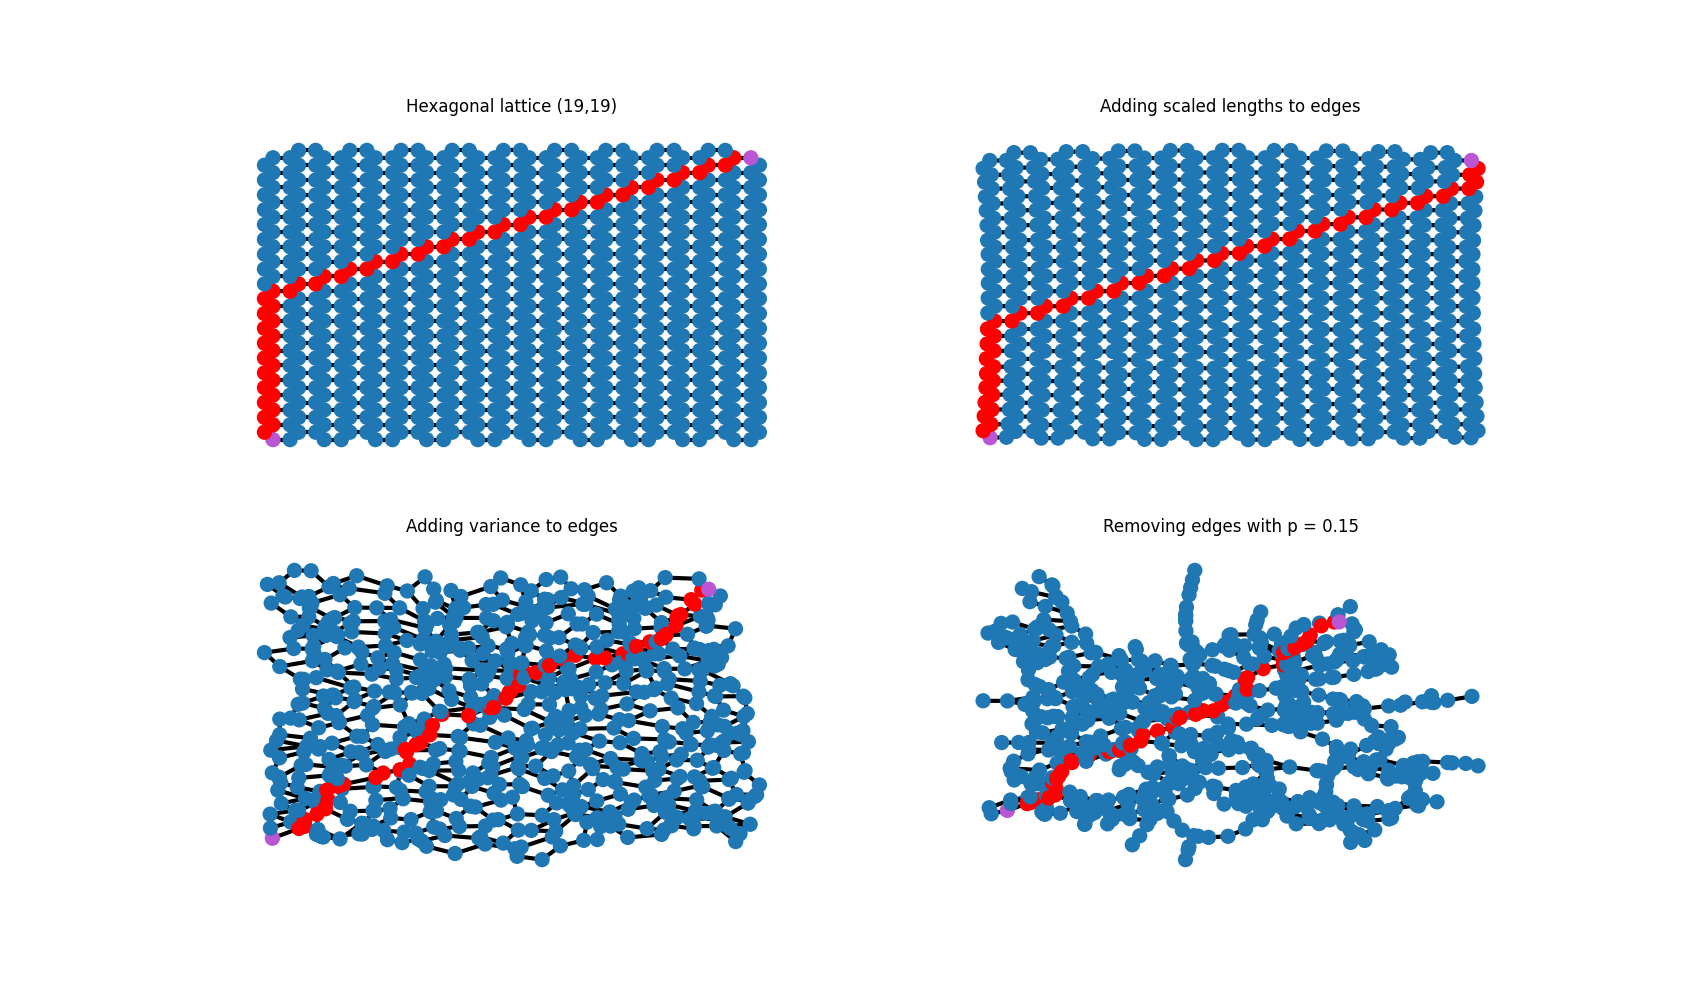 Hexagonal lattice (19,19)
Adding scaled lengths to edges
Adding variance to edges
Removing edges with p = 0.15